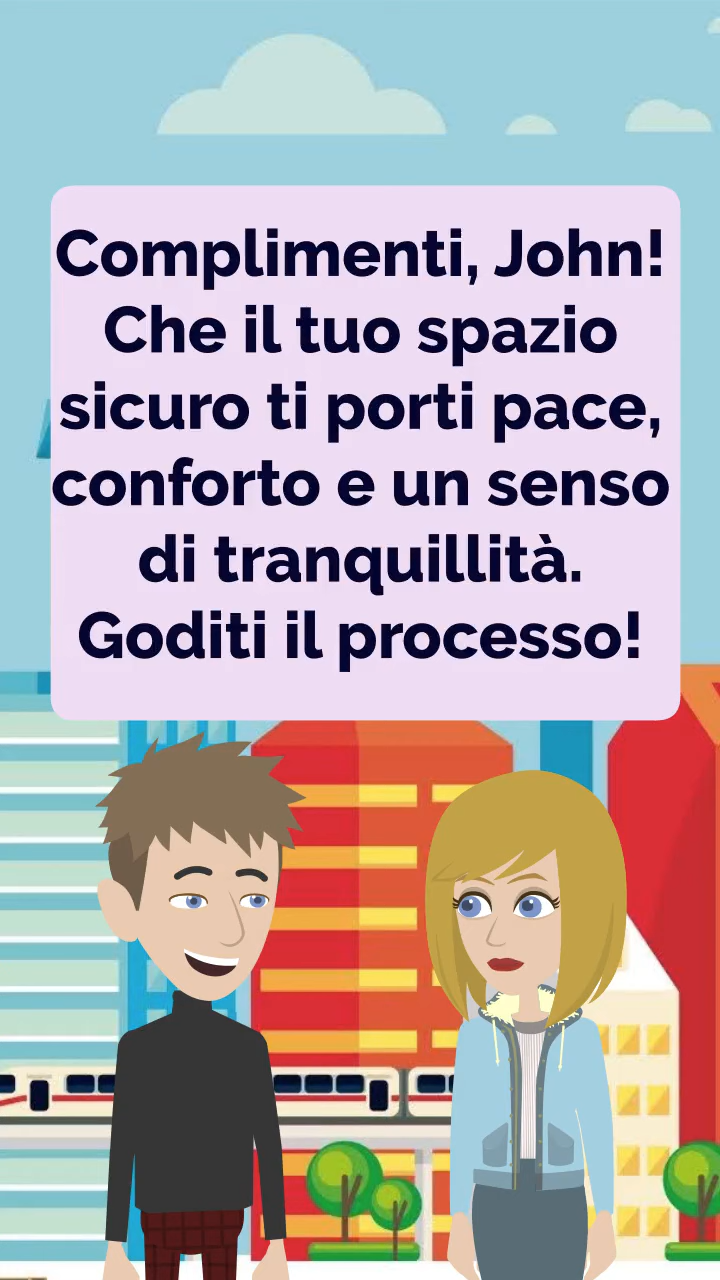 Complimenti, John!
Che il tuo spazio
sicuro ti porti pace,
conforto e un senso
di tranquillità.
Goditi il processo!